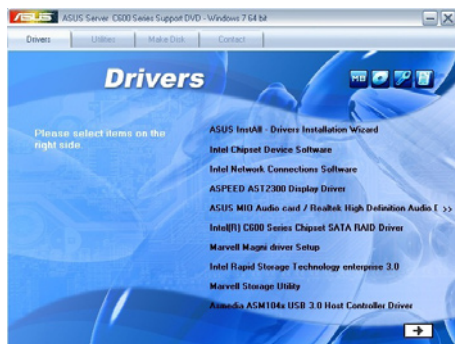 ASUS Server C600 Series Support DVD - Windows 7 64 bit
Drivers Utilities Make Disk Contact
Drivers
Please select items on the
right side.
ASUS InstAll - Drivers Installation Wizard
Intel Chipset Device Software
Intel Network Connections Software
ASPEED AST2300 Display Driver
ASUS MIO Audio card / Realtek High Definition Audio D >>
Intel(R) C600 Series Chipset SATA RAID Driver
Marvell Magni driver Setup
Intel Rapid Storage Technology enterprise 3.0
Marvell Storage Utility
Asmedia ASM104x USB 3.0 Host Controller Driver